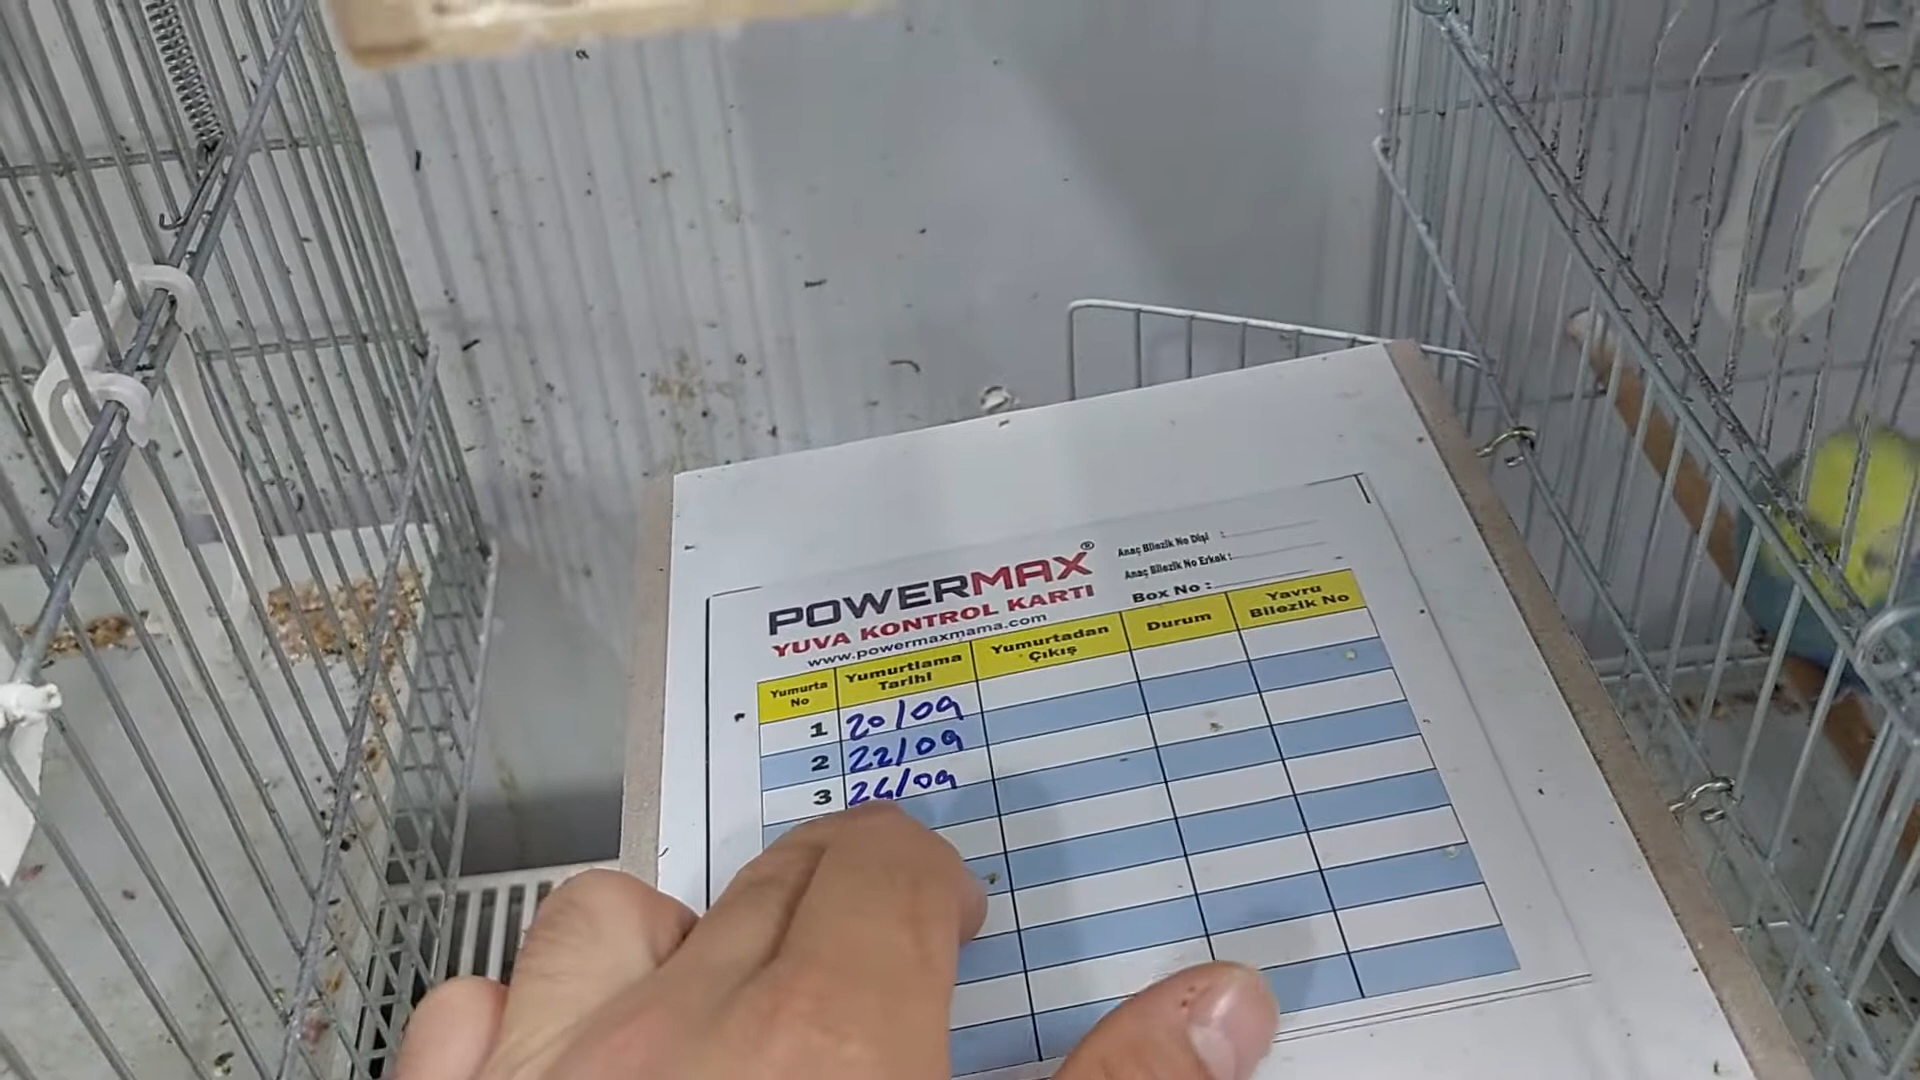 POWERMAX®
YUVA KONTROL KARTI
www.powermaxmama.com
Anaç Bilezik No Dişi :
Anaç Bilezik No Erkek :
Box No :
Yumurta No Yumurtlama Tarihi Yumurtadan Çıkış Durum Yavru Bilezik No
1 20/09
2 22/09
3 24/09